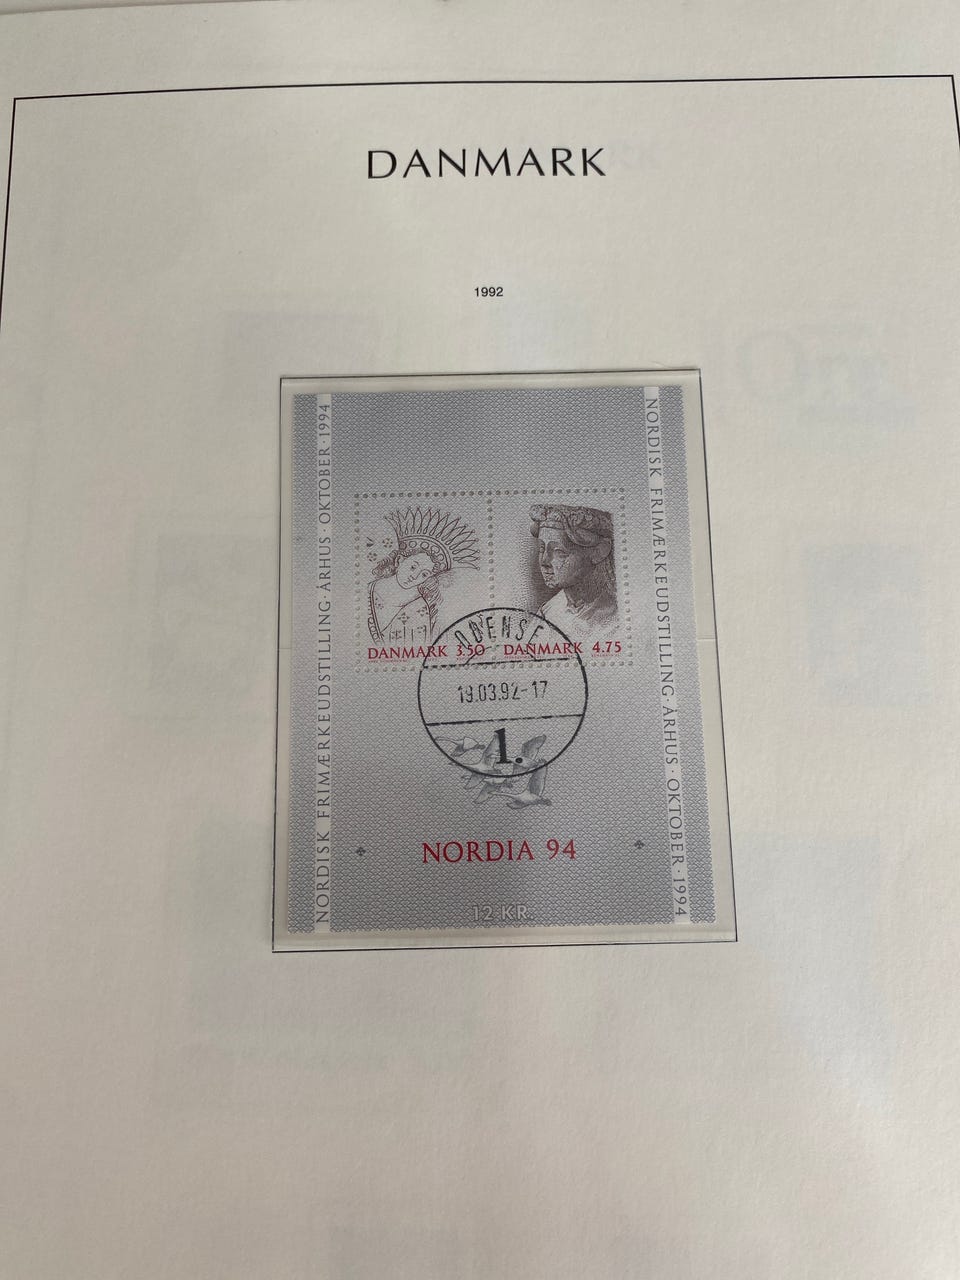 DANMARK
1992
NORDISK FRIMÆRKEUDSTILLING · ÅRHUS · OKTOBER · 1994
NORDISK FRIMÆRKEUDSTILLING · ÅRHUS · OKTOBER · 1994
DANMARK 3.50
DANMARK 4.75
ODENSE
19.03.92-17
1.
NORDIA 94
12 KR.